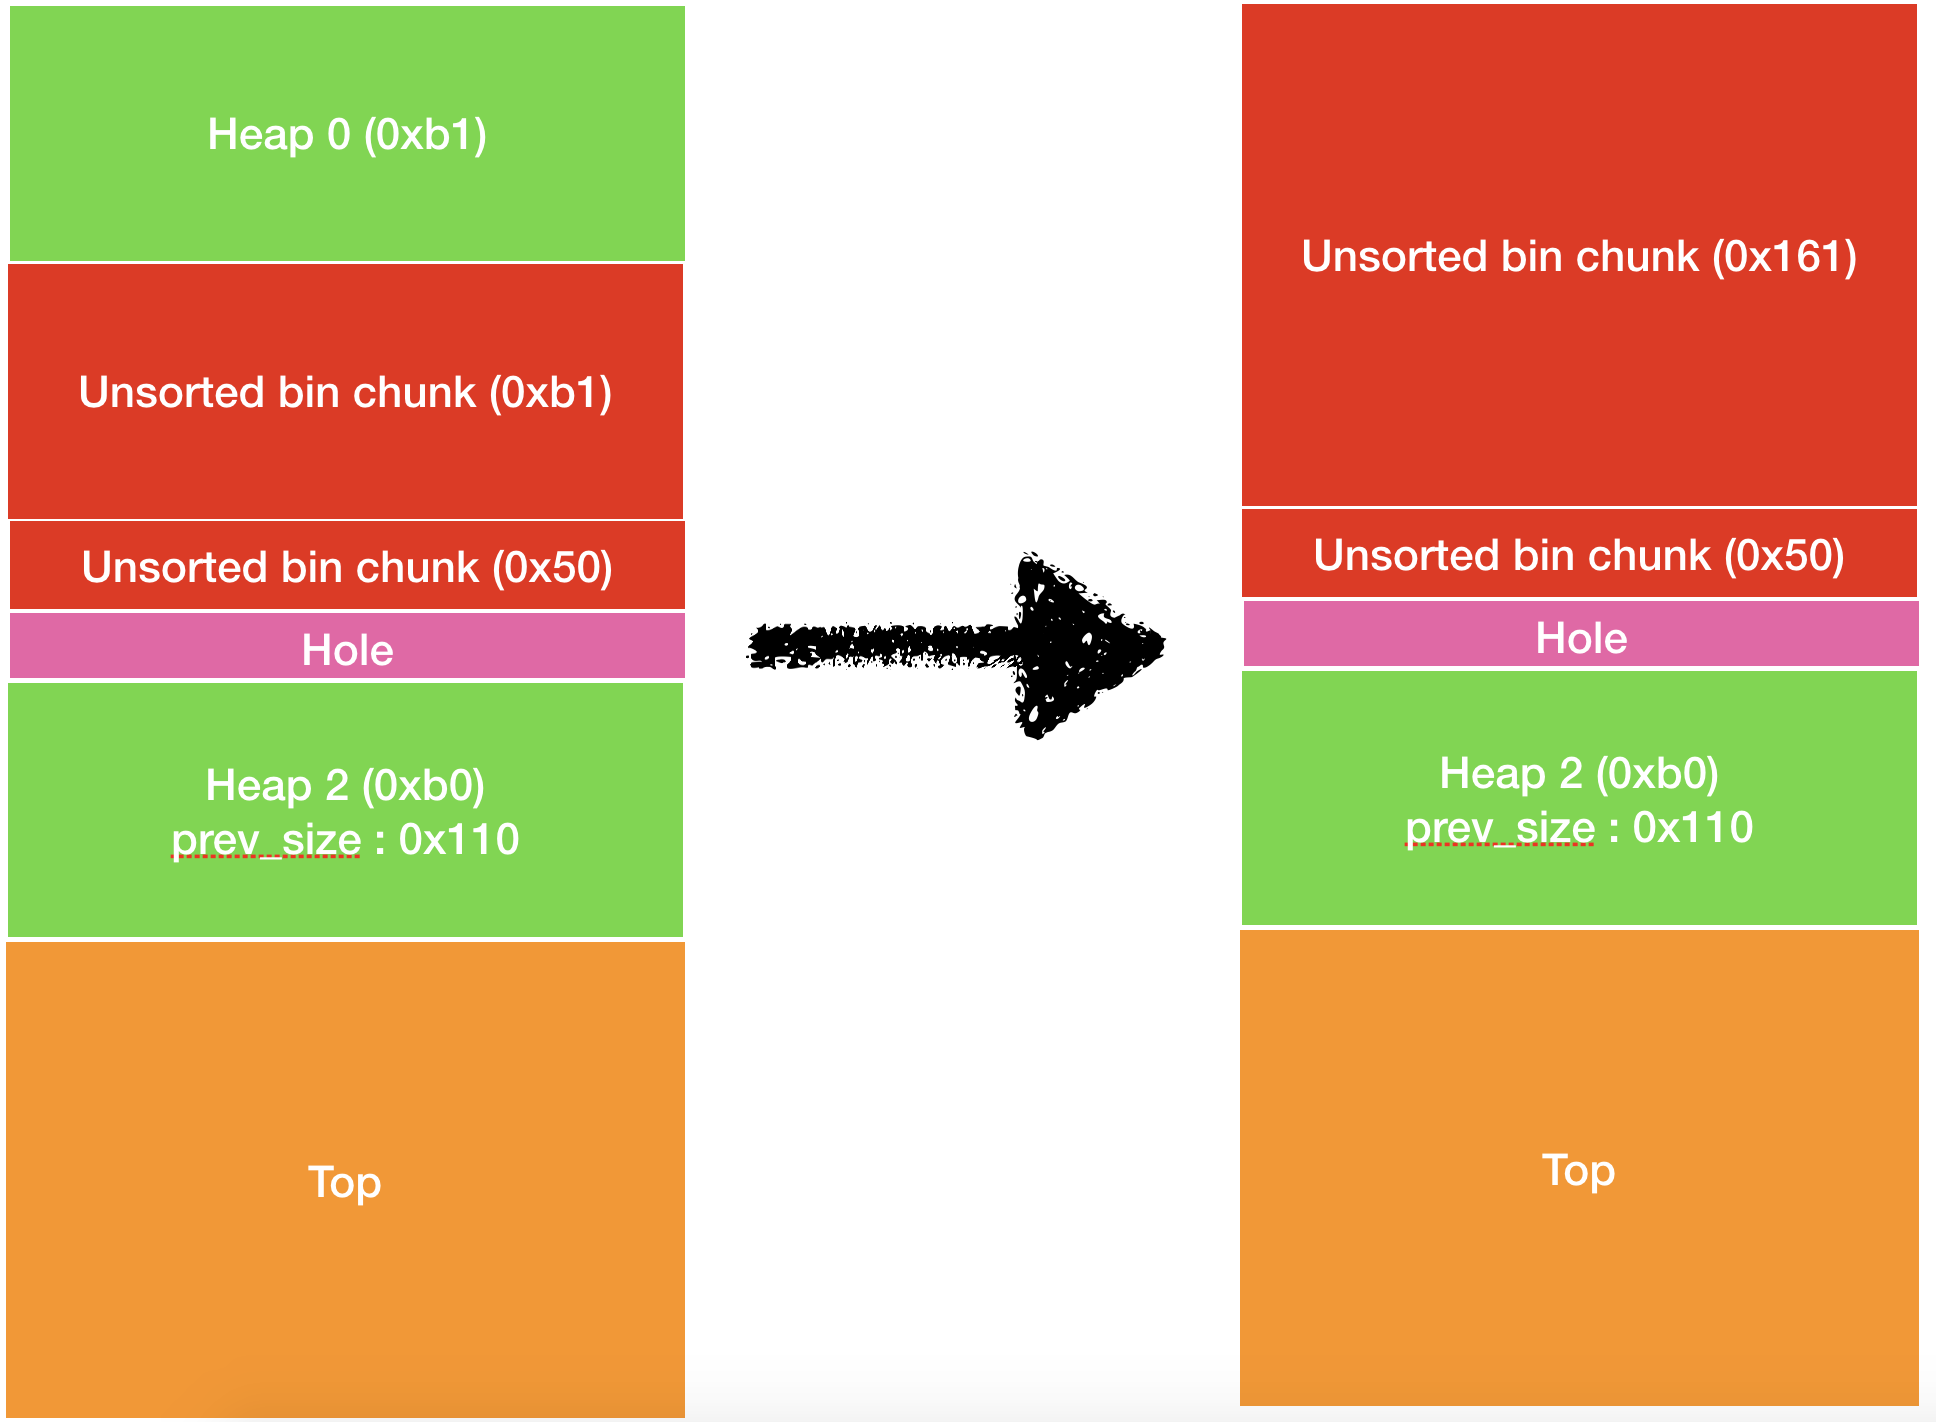 Heap 0 (0xb1)
Unsorted bin chunk (0xb1)
Unsorted bin chunk (0x50)
Hole
Heap 2 (0xb0)
prev_size : 0x110
Top
Unsorted bin chunk (0x161)
Unsorted bin chunk (0x50)
Hole
Heap 2 (0xb0)
prev_size : 0x110
Top